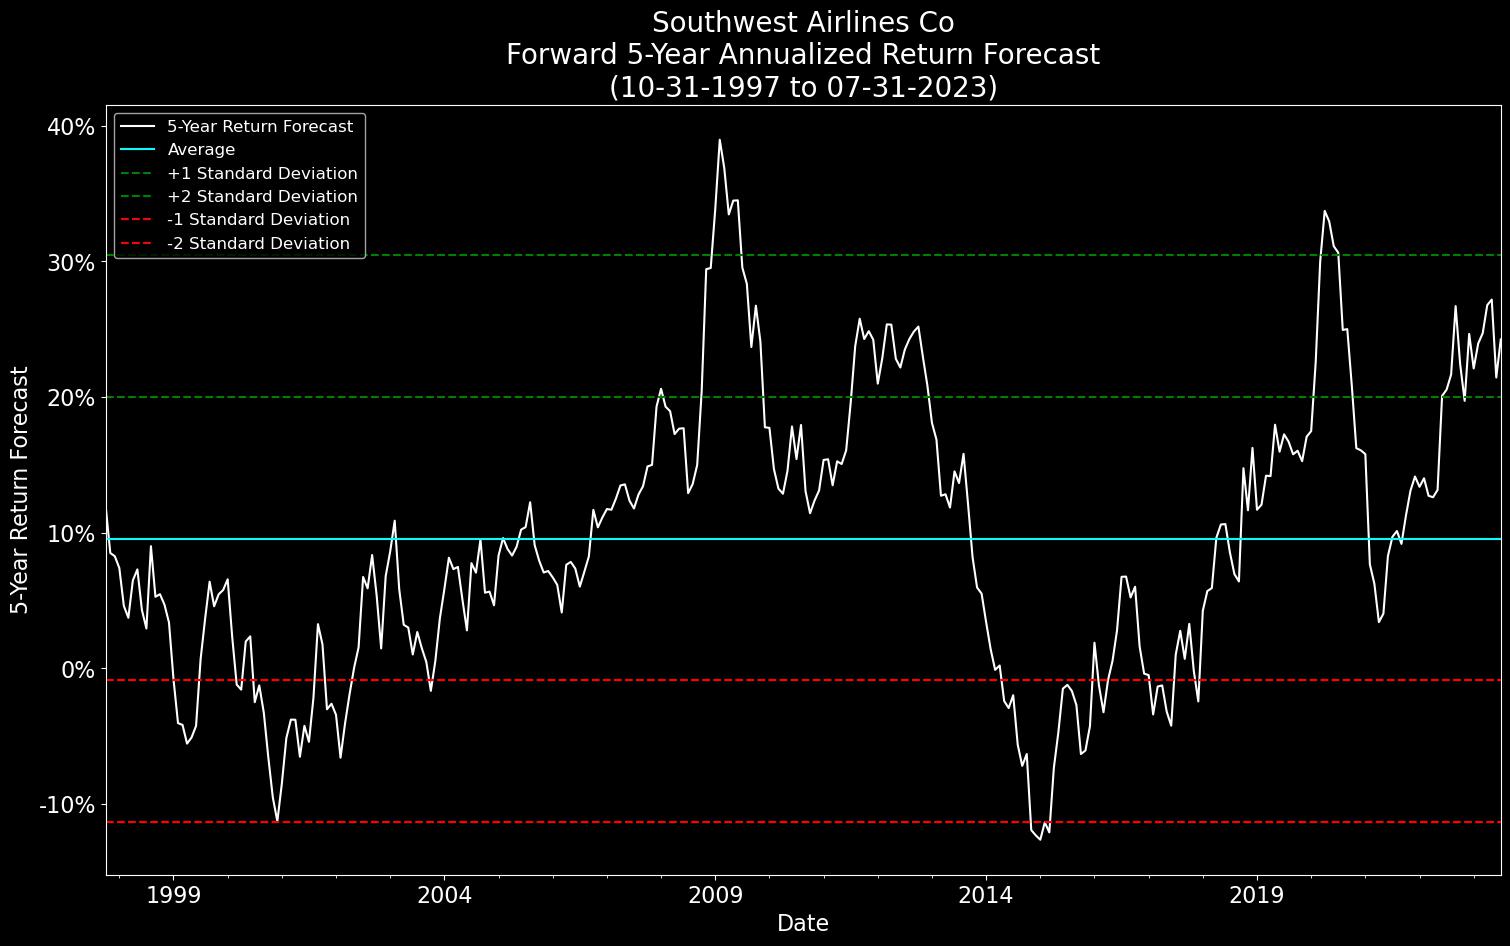 Southwest Airlines Co
Forward 5-Year Annualized Return Forecast
(10-31-1997 to 07-31-2023)
5-Year Return Forecast
Average
+1 Standard Deviation
+2 Standard Deviation
-1 Standard Deviation
-2 Standard Deviation
40%
30%
20%
10%
0%
-10%
5-Year Return Forecast
1999
2004
2009
2014
2019
Date